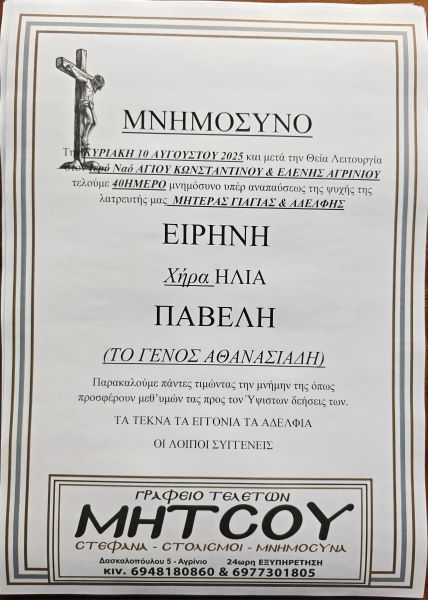 ΜΝΗΜΟΣΥΝΟ
Την ΚΥΡΙΑΚΗ 10 ΑΥΓΟΥΣΤΟΥ 2025 και μετά την Θεία Λειτουργία
στον Ιερό Ναό ΑΓΙΟΥ ΚΩΝΣΤΑΝΤΙΝΟΥ & ΕΛΕΝΗΣ ΑΓΡΙΝΙΟΥ
τελούμε 40ΗΜΕΡΟ μνημόσυνο υπέρ αναπαύσεως της ψυχής της
λατρευτής μας ΜΗΤΕΡΑΣ ΓΙΑΓΙΑΣ & ΑΔΕΛΦΗΣ
ΕΙΡΗΝΗ
Χήρα ΗΛΙΑ
ΠΑΒΕΛΗ
(ΤΟ ΓΕΝΟΣ ΑΘΑΝΑΣΙΑΔΗ)
Παρακαλούμε πάντες τιμώντας την μνήμην της όπως
προσφέρουν μεθ'υμών τας προς τον Ύψιστων δεήσεις των.
ΤΑ ΤΕΚΝΑ ΤΑ ΕΓΓΟΝΙΑ ΤΑ ΑΔΕΛΦΙΑ
ΟΙ ΛΟΙΠΟΙ ΣΥΓΓΕΝΕΙΣ
ΓΡΑΦΕΙΟ ΤΕΛΕΤΩΝ
ΜΗΤΣΟΥ
ΣΤΕΦΑΝΑ - ΣΤΟΛΙΣΜΟΙ - ΜΝΗΜΟΣΥΝΑ
Δασκαλοπούλου 5 - Αγρίνιο 24ωρη ΕΞΥΠΗΡΕΤΗΣΗ
ΚΙΝ. 6948180860 & 6977301805